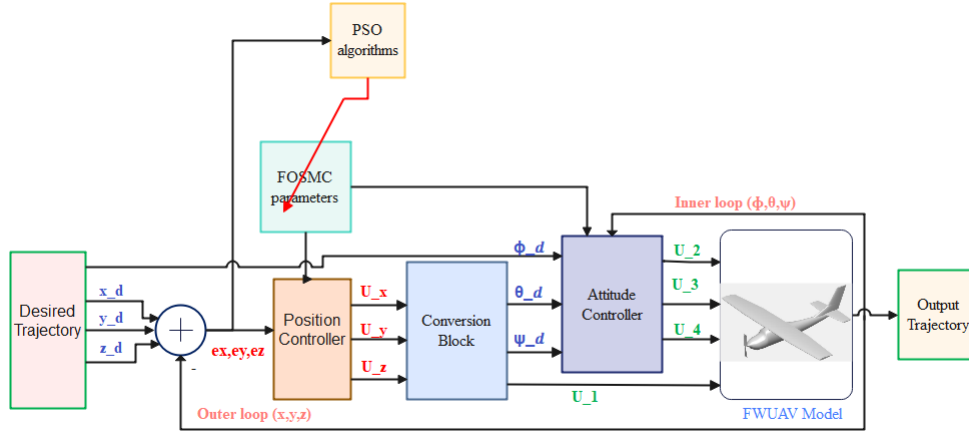 PSO
algorithms
FOSMC
parameters
Inner loop (ϕ,θ,ψ)
ϕ_d
U_2
Desired
Trajectory
x_d
y_d
z_d
-
ex,ey,ez
Position
Controller
U_x
U_y
U_z
Conversion
Block
θ_d
ψ_d
Attitude
Controller
U_3
U_4
U_1
Output
Trajectory
Outer loop (x,y,z)
FWUAV Model